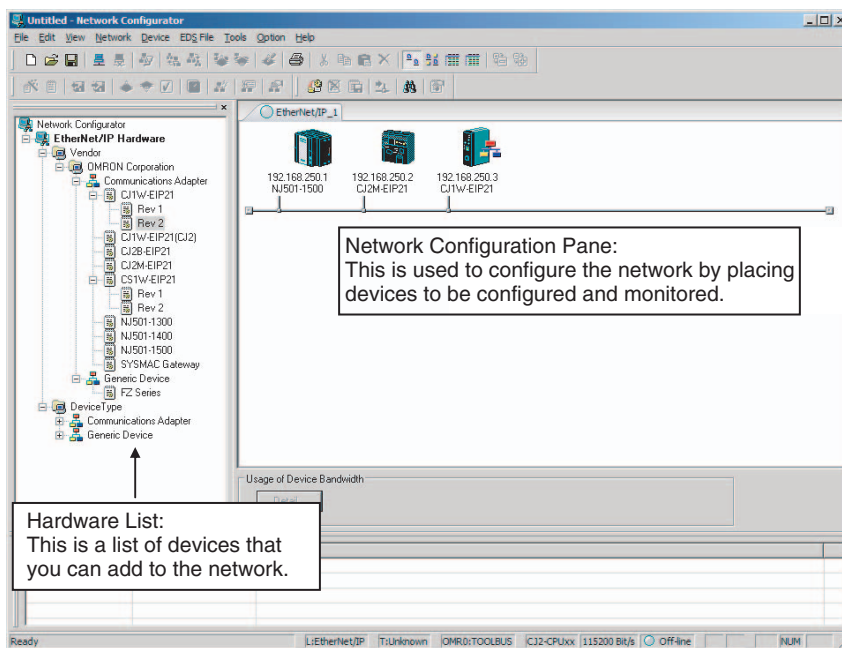 Untitled - Network Configurator
File Edit View Network Device EDS File Tools Option Help
EtherNet/IP_1
Network Configurator
EtherNet/IP Hardware
Vendor
OMRON Corporation
Communications Adapter
CJ1W-EIP21
Rev 1
Rev 2
CJ1W-EIP21(CJ2)
CJ2B-EIP21
CJ2M-EIP21
CS1W-EIP21
Rev 1
Rev 2
NJ501-1300
NJ501-1400
NJ501-1500
SYSMAC Gateway
Generic Device
FZ Series
DeviceType
Communications Adapter
Generic Device
192.168.250.1
NJ501-1500
192.168.250.2
CJ2M-EIP21
192.168.250.3
CJ1W-EIP21
Network Configuration Pane:
This is used to configure the network by placing
devices to be configured and monitored.
Usage of Device Bandwidth
Detail...
Hardware List:
This is a list of devices that
you can add to the network.
Ready L:EtherNet/IP T:Unknown OMR0:TOOLBUS CJ2-CPUxx 115200 Bit/s Off-line NUM